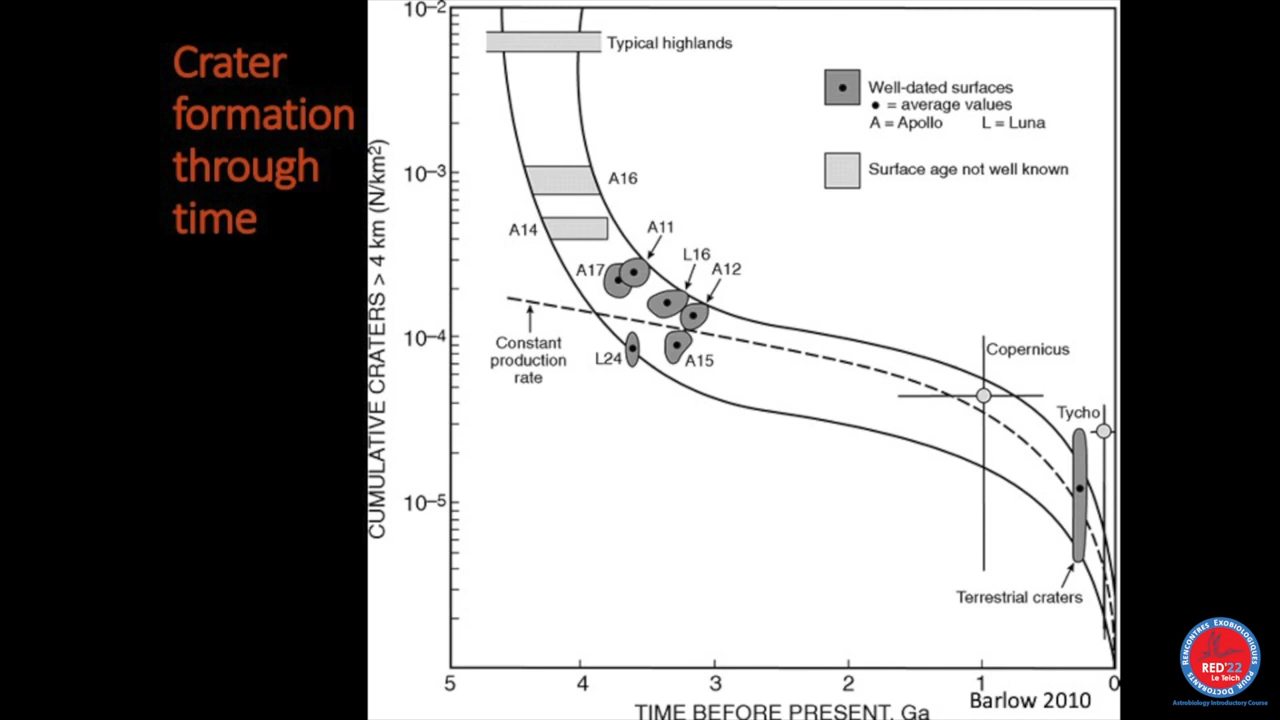 Crater
formation
through
time
CUMULATIVE CRATERS > 4 km (N/km²)
10⁻²
10⁻³
10⁻⁴
10⁻⁵
Typical highlands
Well-dated surfaces
• = average values
A = Apollo L = Luna
Surface age not well known
A16
A14
A11
L16
A17
A12
Constant
production
rate
L24
A15
Copernicus
Tycho
Terrestrial craters
5 4 3 2 1 0
Barlow 2010
TIME BEFORE PRESENT, Ga
RENCONTRES EXOBIOLOGIQUES POUR DOCTORANTS
RED'22
Le Teich
Astrobiology Introductory Course